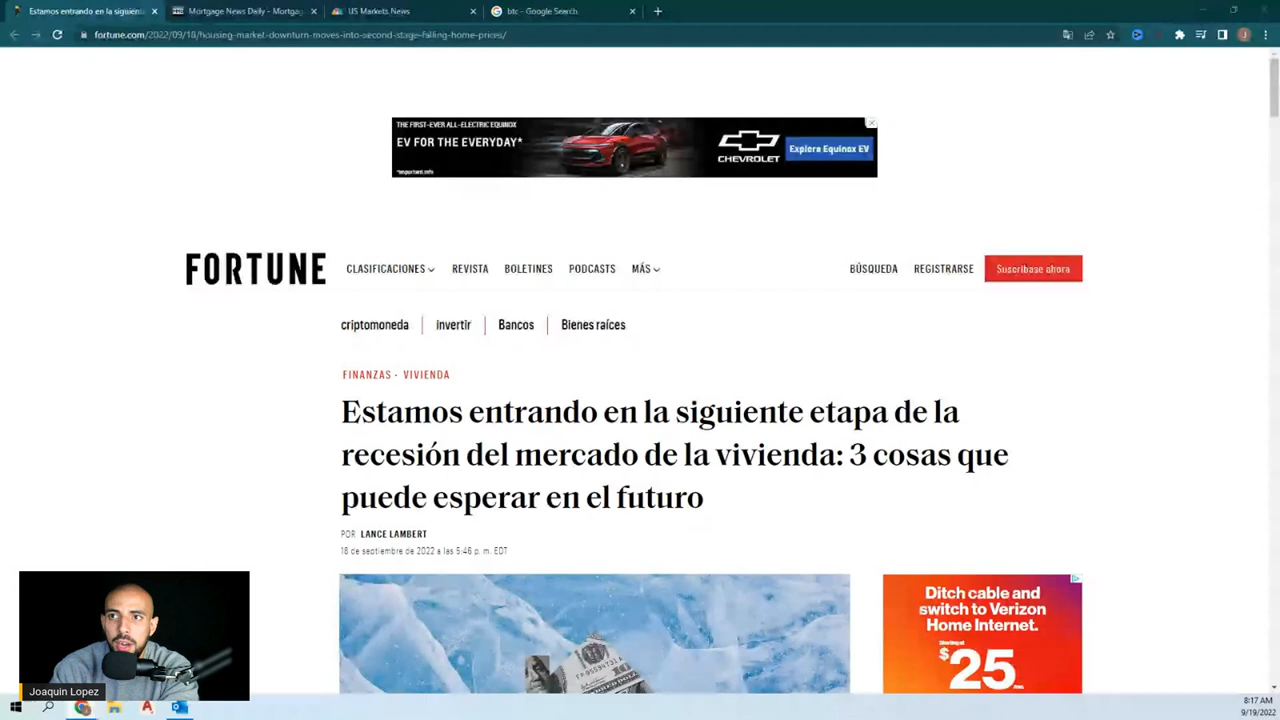 Estamos entrando en la siguient
Mortgage News Daily - Mortgag
US Markets News
btc - Google Search
fortune.com/2022/09/18/housing-market-downturn-moves-into-second-stage-falling-home-prices/
THE FIRST-EVER ALL-ELECTRIC EQUINOX
EV FOR THE EVERYDAY*
CHEVROLET
Explore Equinox EV
FORTUNE
CLASIFICACIONES
REVISTA
BOLETINES
PODCASTS
MÁS
BÚSQUEDA
REGISTRARSE
Suscríbase ahora
criptomoneda
invertir
Bancos
Bienes raíces
FINANZAS · VIVIENDA
Estamos entrando en la siguiente etapa de la
recesión del mercado de la vivienda: 3 cosas que
puede esperar en el futuro
POR LANCE LAMBERT
18 de septiembre de 2022 a las 5:46 p. m. EDT
Ditch cable and
switch to Verizon
Home Internet.
Starting at
$25
Joaquin Lopez
8:17 AM
9/19/2022